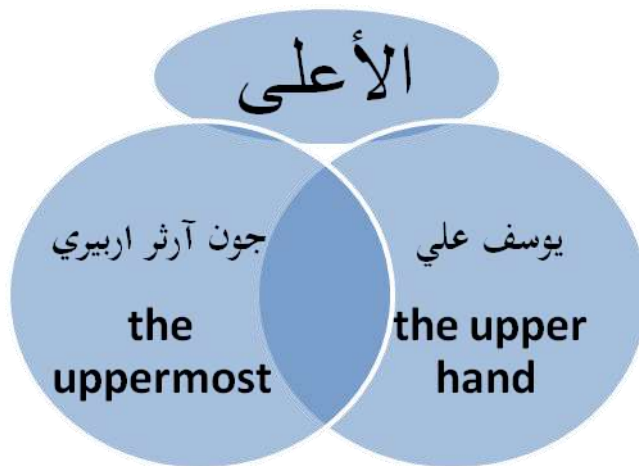 الأعلى
جون آرثر اربيري
the
uppermost
يوسف علي
the upper
hand